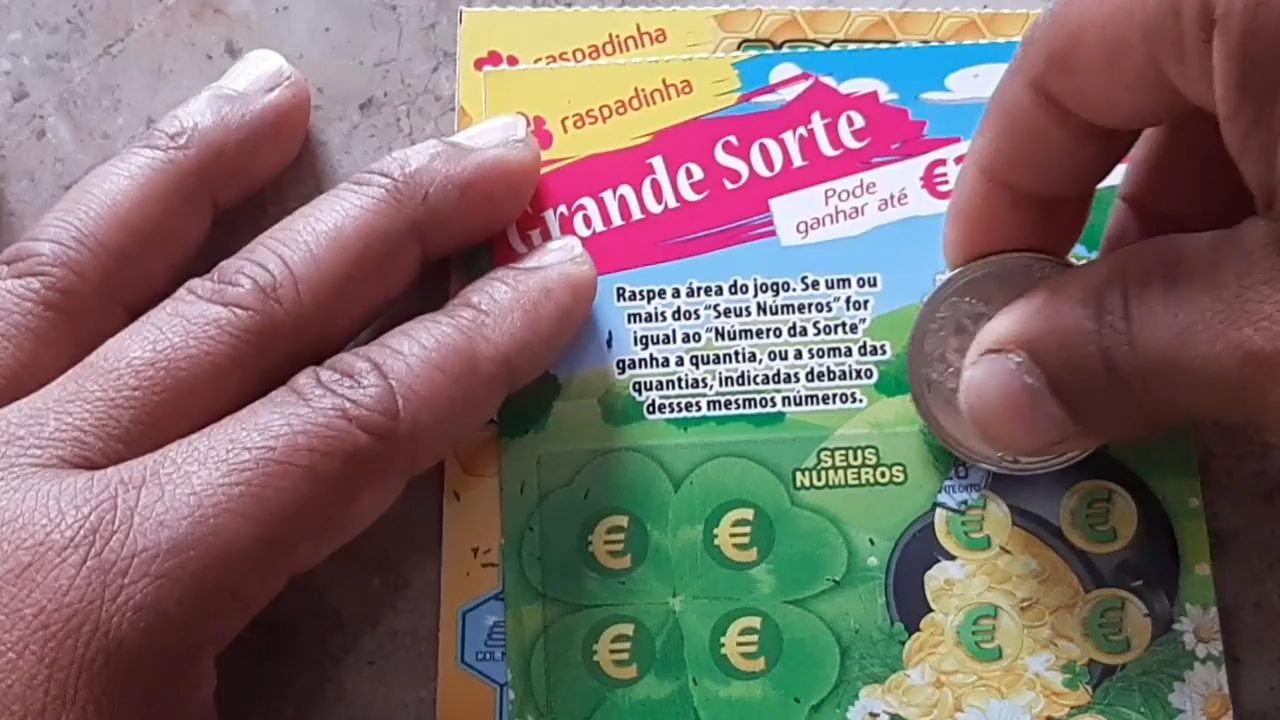 raspadinha
raspadinha
Grande Sorte
Pode
ganhar até €
Raspe a área do jogo. Se um ou
mais dos "Seus Números" for
igual ao "Número da Sorte"
ganha a quantia, ou a soma das
quantias, indicadas debaixo
desses mesmos números.
SEUS
NÚMEROS
€ €
€ €
€ €
€ €